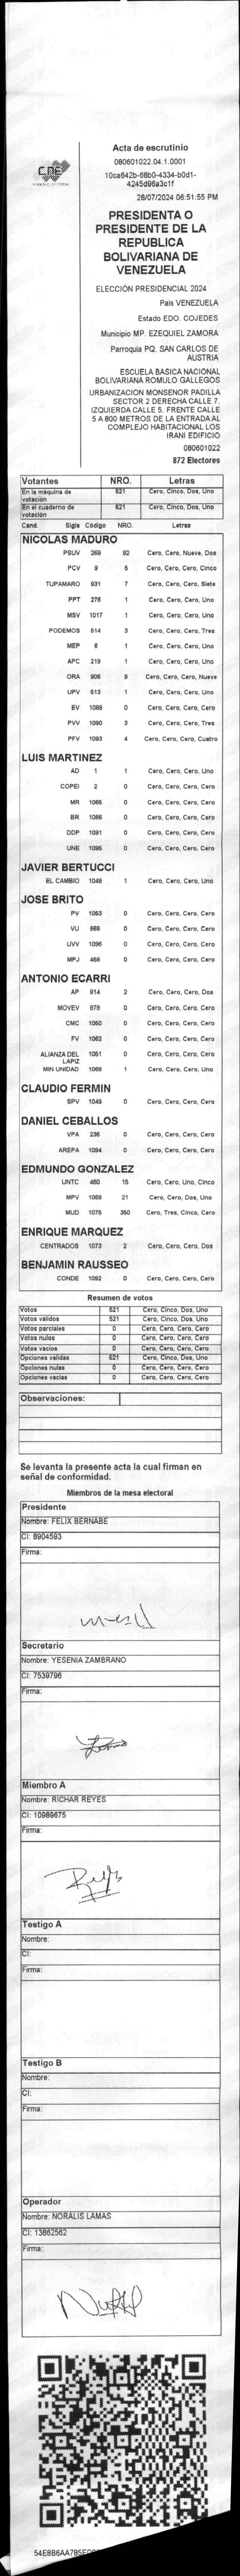 CNE
Acta de escrutinio
080601022.04.1.0001
10ca642b-68b0-4334-b0d1-
4245d96a3c1f
28/07/2024 06:51:55 PM
PRESIDENTA O
PRESIDENTE DE LA
REPUBLICA
BOLIVARIANA DE
VENEZUELA
ELECCIÓN PRESIDENCIAL 2024
Pais VENEZUELA
Estado EDO. COJEDES
Municipio MP. EZEQUIEL ZAMORA
Parroquia PQ. SAN CARLOS DE
AUSTRIA
ESCUELA BASICA NACIONAL
BOLIVARIANA ROMULO GALLEGOS
URBANIZACION MONSENOR PADILLA
SECTOR 2 DERECHA CALLE 7.
IZQUIERDA CALLE 5. FRENTE CALLE
5 A 800 METROS DE LA ENTRADA AL
COMPLEJO HABITACIONAL LOS
IRANI EDIFICIO
080601022
872 Electores
Votantes NRO. Letras
En la máquina de votación 521 Cero, Cinco, Dos, Uno
En el cuaderno de votación 521 Cero, Cinco, Dos, Uno
Cand. Sigla Código NRO. Letras
NICOLAS MADURO
PSUV 269 92 Cero, Cero, Nueve, Dos
PCV 9 5 Cero, Cero, Cero, Cinco
TUPAMARO 931 7 Cero, Cero, Cero, Siete
PPT 276 1 Cero, Cero, Cero, Uno
MSV 1017 1 Cero, Cero, Cero, Uno
PODEMOS 514 3 Cero, Cero, Cero, Tres
MEP 6 1 Cero, Cero, Cero, Uno
APC 219 1 Cero, Cero, Cero, Uno
ORA 906 9 Cero, Cero, Cero, Nueve
UPV 513 1 Cero, Cero, Cero, Uno
EV 1089 0 Cero, Cero, Cero, Cero
PVV 1090 3 Cero, Cero, Cero, Tres
PFV 1093 4 Cero, Cero, Cero, Cuatro
LUIS MARTINEZ
AD 1 1 Cero, Cero, Cero, Uno
COPEI 2 0 Cero, Cero, Cero, Cero
MR 1065 0 Cero, Cero, Cero, Cero
BR 1066 0 Cero, Cero, Cero, Cero
DDP 1091 0 Cero, Cero, Cero, Cero
UNE 1095 0 Cero, Cero, Cero, Cero
JAVIER BERTUCCI
EL CAMBIO 1048 1 Cero, Cero, Cero, Uno
JOSE BRITO
PV 1053 0 Cero, Cero, Cero, Cero
VU 868 0 Cero, Cero, Cero, Cero
UVV 1096 0 Cero, Cero, Cero, Cero
MPJ 456 0 Cero, Cero, Cero, Cero
ANTONIO ECARRI
AP 914 2 Cero, Cero, Cero, Dos
MOVEV 878 0 Cero, Cero, Cero, Cero
CMC 1050 0 Cero, Cero, Cero, Cero
FV 1062 0 Cero, Cero, Cero, Cero
ALIANZA DEL LAPIZ 1051 0 Cero, Cero, Cero, Cero
MIN UNIDAD 1068 1 Cero, Cero, Cero, Uno
CLAUDIO FERMIN
SPV 1049 0 Cero, Cero, Cero, Cero
DANIEL CEBALLOS
VPA 236 0 Cero, Cero, Cero, Cero
AREPA 1094 0 Cero, Cero, Cero, Cero
EDMUNDO GONZALEZ
UNTC 460 15 Cero, Cero, Uno, Cinco
MPV 1069 21 Cero, Cero, Dos, Uno
MUD 1075 350 Cero, Tres, Cinco, Cero
ENRIQUE MARQUEZ
CENTRADOS 1073 2 Cero, Cero, Cero, Dos
BENJAMIN RAUSSEO
CONDE 1092 0 Cero, Cero, Cero, Cero
Resumen de votos
Votos 521 Cero, Cinco, Dos, Uno
Votos validos 521 Cero, Cinco, Dos, Uno
Votos parciales 0 Cero, Cero, Cero, Cero
Votos nulos 0 Cero, Cero, Cero, Cero
Votos vacios 0 Cero, Cero, Cero, Cero
Opciones validas 521 Cero, Cinco, Dos, Uno
Opciones nulas 0 Cero, Cero, Cero, Cero
Opciones vacias 0 Cero, Cero, Cero, Cero
Observaciones:
Se levanta la presente acta la cual firman en
señal de conformidad.
Miembros de la mesa electoral
Presidente
Nombre: FELIX BERNABE
CI: 8904593
Firma:
Secretario
Nombre: YESENIA ZAMBRANO
CI: 7539796
Firma:
Miembro A
Nombre: RICHAR REYES
CI: 10989675
Firma:
Testigo A
Nombre:
CI:
Firma:
Testigo B
Nombre:
CI:
Firma:
Operador
Nombre: NORALIS LAMAS
CI: 13862562
Firma: